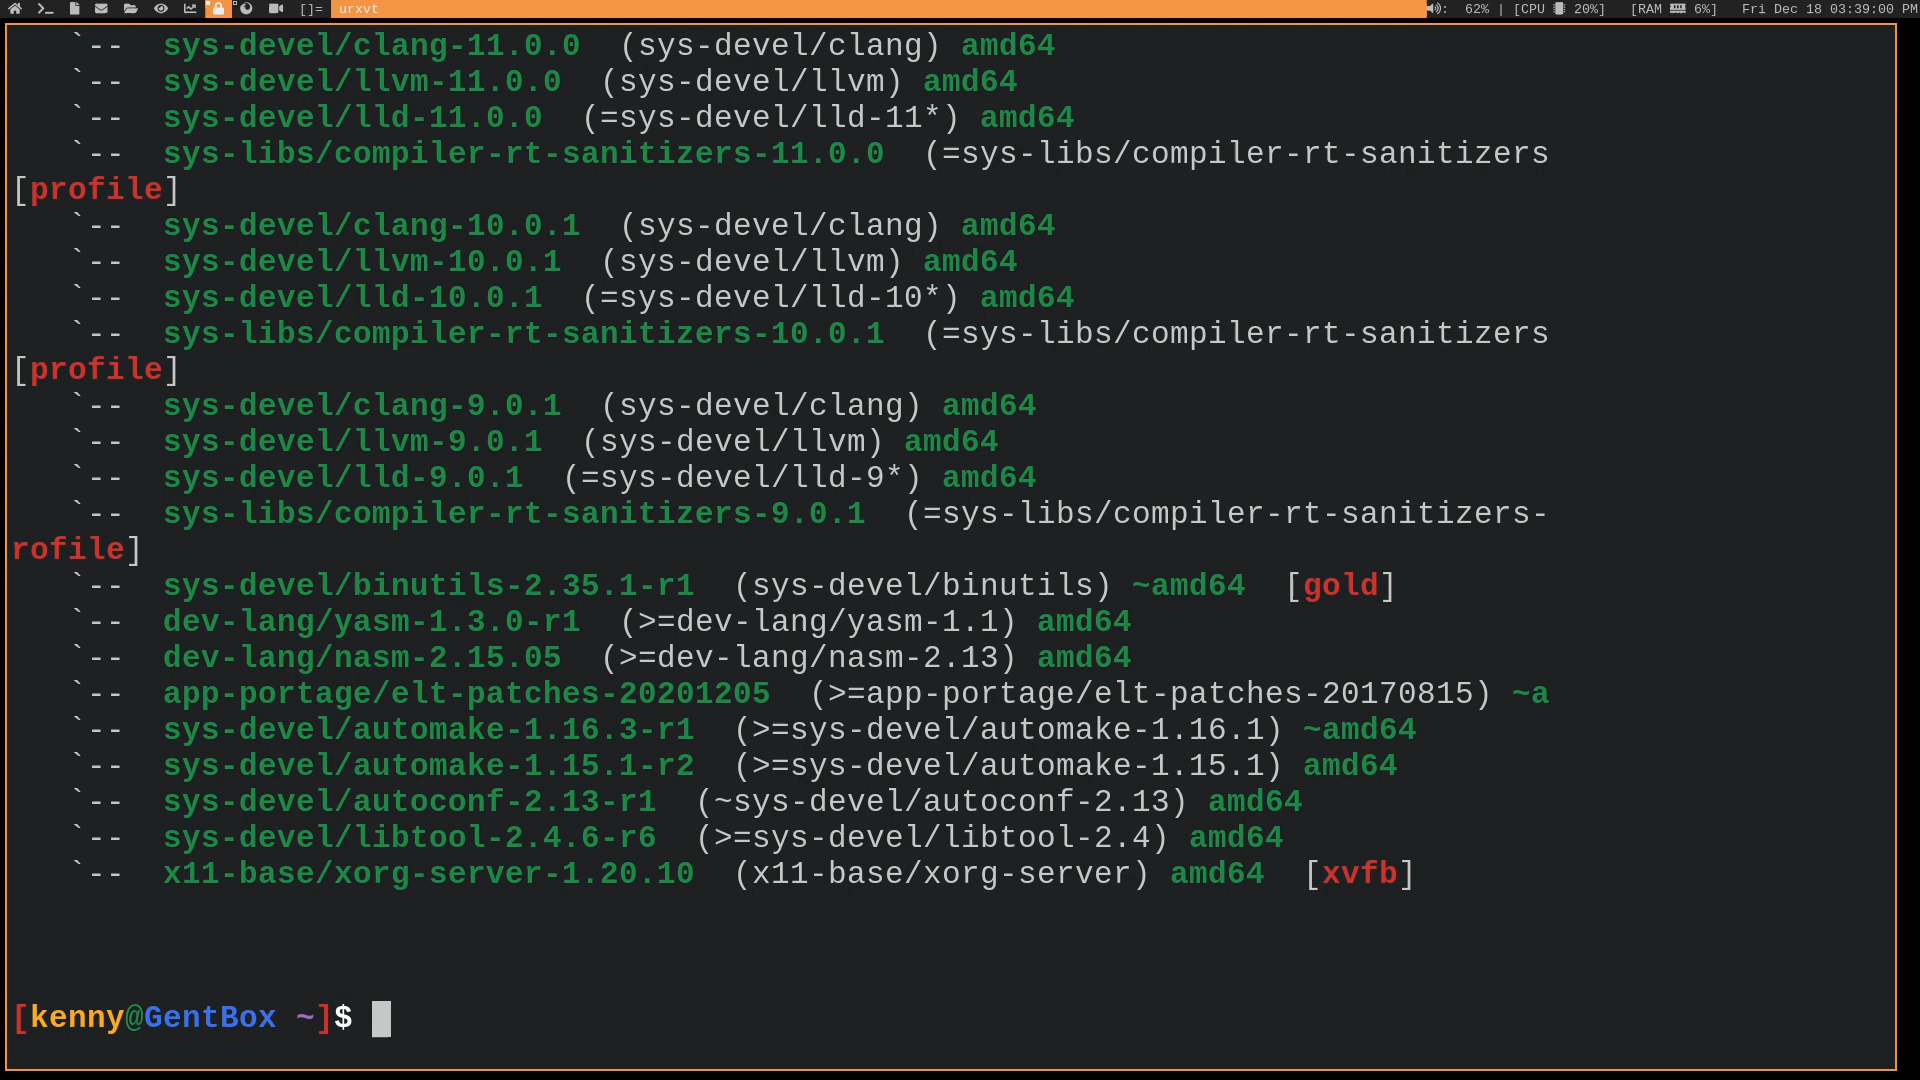 []= urxvt 62% | [CPU 20%] [RAM 6%] Fri Dec 18 03:39:00 PM
`-- sys-devel/clang-11.0.0 (sys-devel/clang) amd64
`-- sys-devel/llvm-11.0.0 (sys-devel/llvm) amd64
`-- sys-devel/lld-11.0.0 (=sys-devel/lld-11*) amd64
`-- sys-libs/compiler-rt-sanitizers-11.0.0 (=sys-libs/compiler-rt-sanitizers
[profile]
`-- sys-devel/clang-10.0.1 (sys-devel/clang) amd64
`-- sys-devel/llvm-10.0.1 (sys-devel/llvm) amd64
`-- sys-devel/lld-10.0.1 (=sys-devel/lld-10*) amd64
`-- sys-libs/compiler-rt-sanitizers-10.0.1 (=sys-libs/compiler-rt-sanitizers
[profile]
`-- sys-devel/clang-9.0.1 (sys-devel/clang) amd64
`-- sys-devel/llvm-9.0.1 (sys-devel/llvm) amd64
`-- sys-devel/lld-9.0.1 (=sys-devel/lld-9*) amd64
`-- sys-libs/compiler-rt-sanitizers-9.0.1 (=sys-libs/compiler-rt-sanitizers-
rofile]
`-- sys-devel/binutils-2.35.1-r1 (sys-devel/binutils) ~amd64 [gold]
`-- dev-lang/yasm-1.3.0-r1 (>=dev-lang/yasm-1.1) amd64
`-- dev-lang/nasm-2.15.05 (>=dev-lang/nasm-2.13) amd64
`-- app-portage/elt-patches-20201205 (>=app-portage/elt-patches-20170815) ~a
`-- sys-devel/automake-1.16.3-r1 (>=sys-devel/automake-1.16.1) ~amd64
`-- sys-devel/automake-1.15.1-r2 (>=sys-devel/automake-1.15.1) amd64
`-- sys-devel/autoconf-2.13-r1 (~sys-devel/autoconf-2.13) amd64
`-- sys-devel/libtool-2.4.6-r6 (>=sys-devel/libtool-2.4) amd64
`-- x11-base/xorg-server-1.20.10 (x11-base/xorg-server) amd64 [xvfb]
[kenny@GentBox ~]$